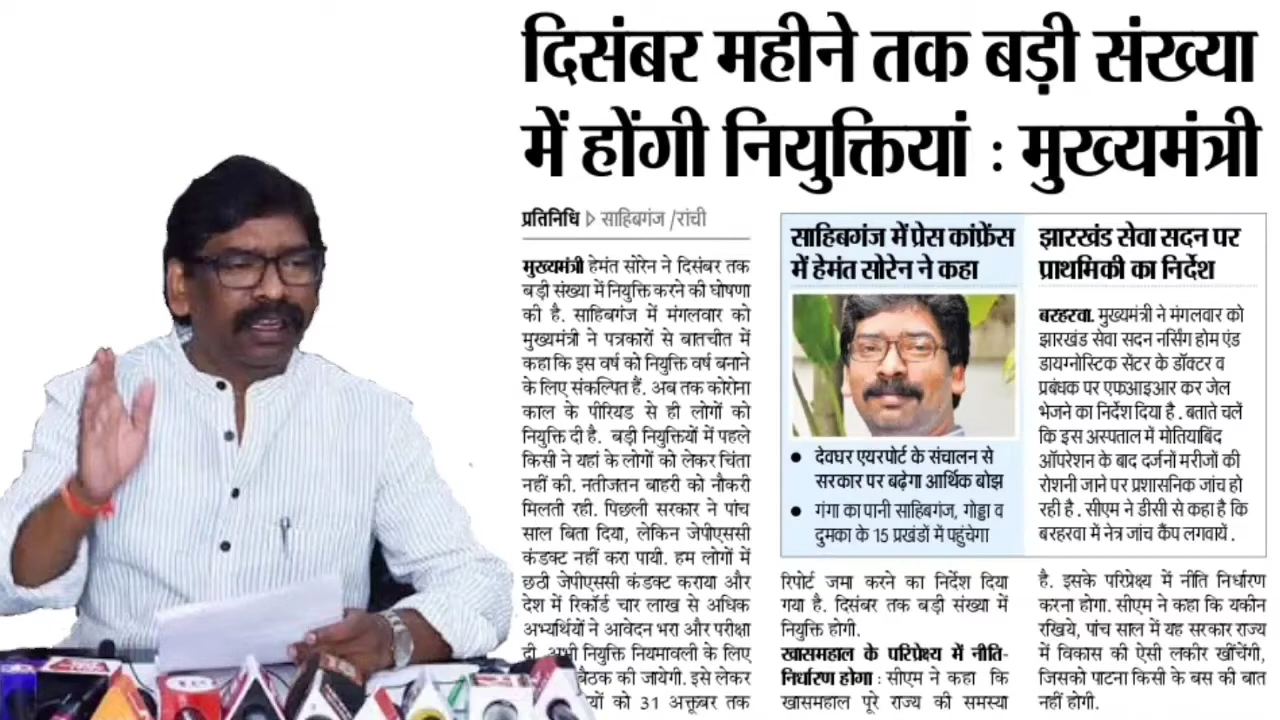 दिसंबर महीने तक बड़ी संख्या
में होंगी नियुक्तियां : मुख्यमंत्री
प्रतिनिधि ▷ साहिबगंज /रांची
मुख्यमंत्री हेमंत सोरेन ने दिसंबर तक
बड़ी संख्या में नियुक्ति करने की घोषणा
की है. साहिबगंज में मंगलवार को
मुख्यमंत्री ने पत्रकारों से बातचीत में
कहा कि इस वर्ष को नियुक्ति वर्ष बनाने
के लिए संकल्पित हैं. अब तक कोरोना
काल के पीरियड से ही लोगों को
नियुक्ति दी है. बड़ी नियुक्तियों में पहले
किसी ने यहां के लोगों को लेकर चिंता
नहीं की. नतीजतन बाहरी को नौकरी
मिलती रही. पिछली सरकार ने पांच
साल बिता दिया, लेकिन जेपीएससी
कंडक्ट नहीं करा पायी. हम लोगों में
छठी जेपीएससी कंडक्ट कराया और
देश में रिकॉर्ड चार लाख से अधिक
अभ्यर्थियों ने आवेदन भरा और परीक्षा
दी. अभी नियुक्ति नियमावली के लिए
बैठक की जायेगी. इसे लेकर
को 31 अक्तूबर तक
साहिबगंज में प्रेस कांफ्रेंस
में हेमंत सोरेन ने कहा
● देवघर एयरपोर्ट के संचालन से
सरकार पर बढ़ेगा आर्थिक बोझ
● गंगा का पानी साहिबगंज, गोड्डा व
दुमका के 15 प्रखंडों में पहुंचेगा
झारखंड सेवा सदन पर
प्राथमिकी का निर्देश
बरहरवा. मुख्यमंत्री ने मंगलवार को
झारखंड सेवा सदन नर्सिंग होम एंड
डायग्नोस्टिक सेंटर के डॉक्टर व
प्रबंधक पर एफआइआर कर जेल
भेजने का निर्देश दिया है . बताते चलें
कि इस अस्पताल में मोतियाबिंद
ऑपरेशन के बाद दर्जनों मरीजों की
रोशनी जाने पर प्रशासनिक जांच हो
रही है . सीएम ने डीसी से कहा है कि
बरहरवा में नेत्र जांच कैंप लगवायें .
रिपोर्ट जमा करने का निर्देश दिया
गया है. दिसंबर तक बड़ी संख्या में
नियुक्ति होगी.
खासमहाल के परिप्रेक्ष्य में नीति-
निर्धारण होगा : सीएम ने कहा कि
खासमहाल पूरे राज्य की समस्या
है. इसके परिप्रेक्ष्य में नीति निर्धारण
करना होगा. सीएम ने कहा कि यकीन
रखिये, पांच साल में यह सरकार राज्य
में विकास की ऐसी लकीर खींचेंगी,
जिसको पाटना किसी के बस की बात
नहीं होगी.